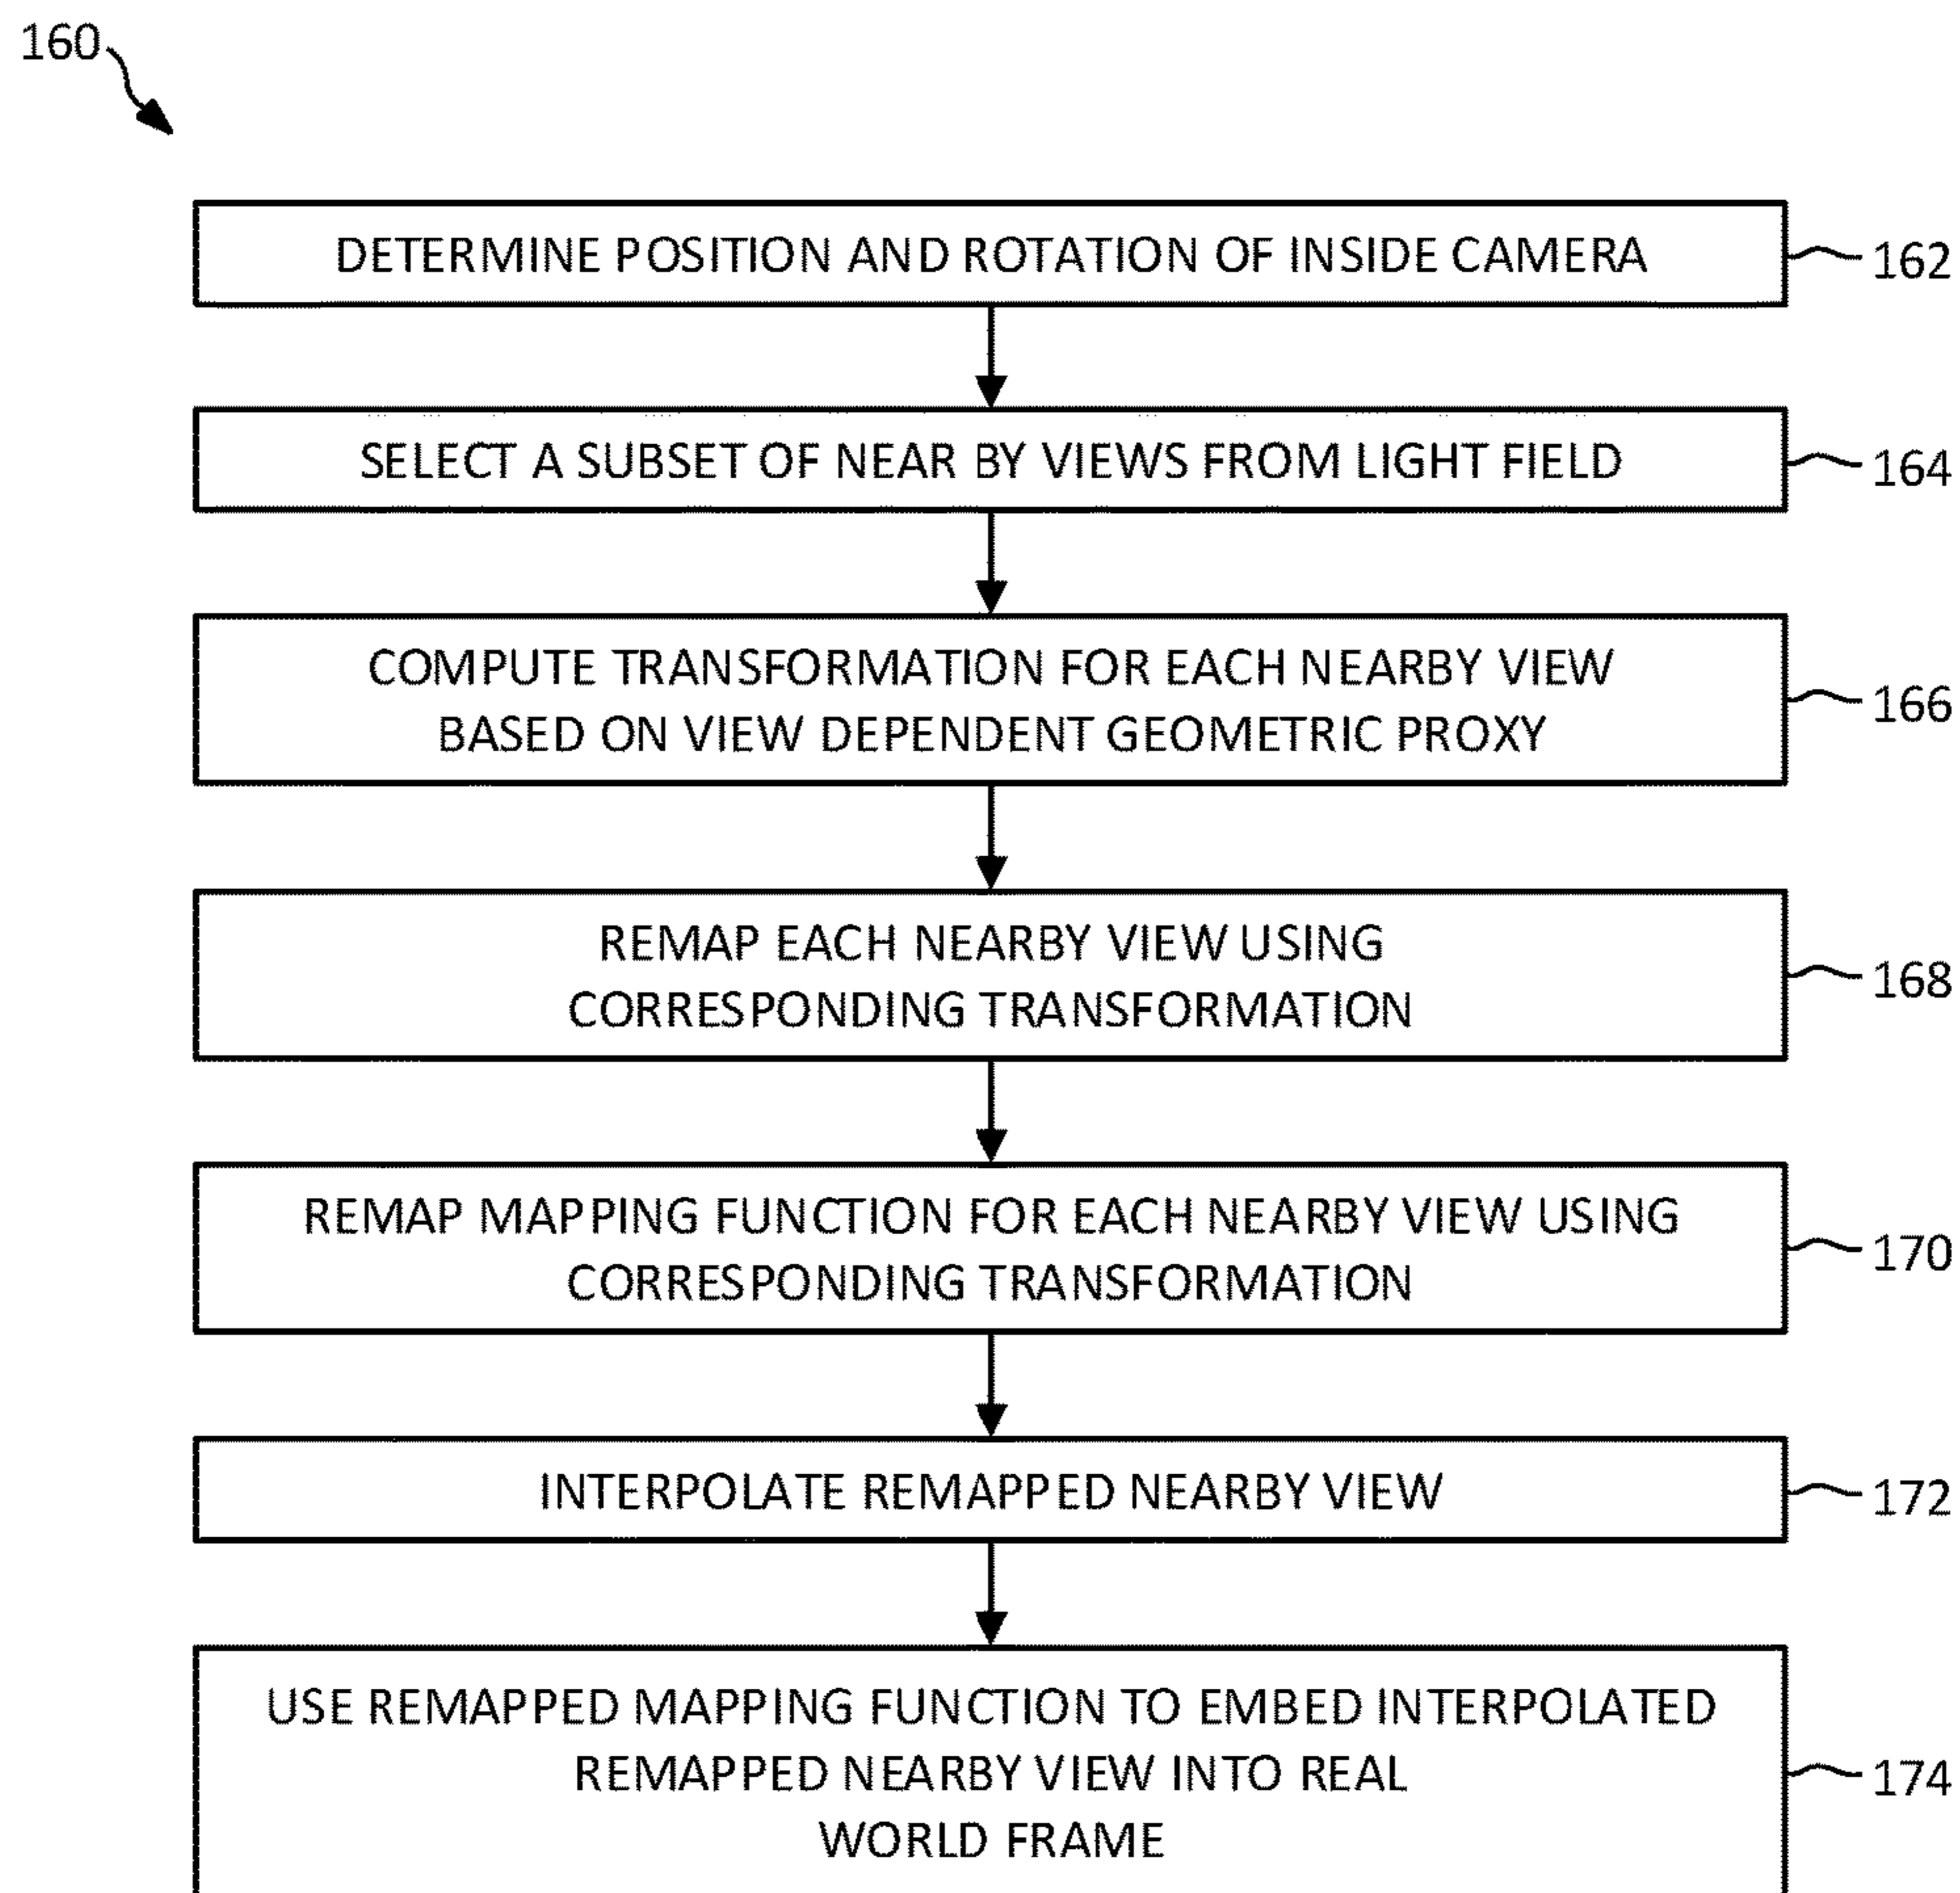 160
DETERMINE POSITION AND ROTATION OF INSIDE CAMERA
162
SELECT A SUBSET OF NEAR BY VIEWS FROM LIGHT FIELD
164
COMPUTE TRANSFORMATION FOR EACH NEARBY VIEW
BASED ON VIEW DEPENDENT GEOMETRIC PROXY
166
REMAP EACH NEARBY VIEW USING
CORRESPONDING TRANSFORMATION
168
REMAP MAPPING FUNCTION FOR EACH NEARBY VIEW USING
CORRESPONDING TRANSFORMATION
170
INTERPOLATE REMAPPED NEARBY VIEW
172
USE REMAPPED MAPPING FUNCTION TO EMBED INTERPOLATED
REMAPPED NEARBY VIEW INTO REAL
WORLD FRAME
174